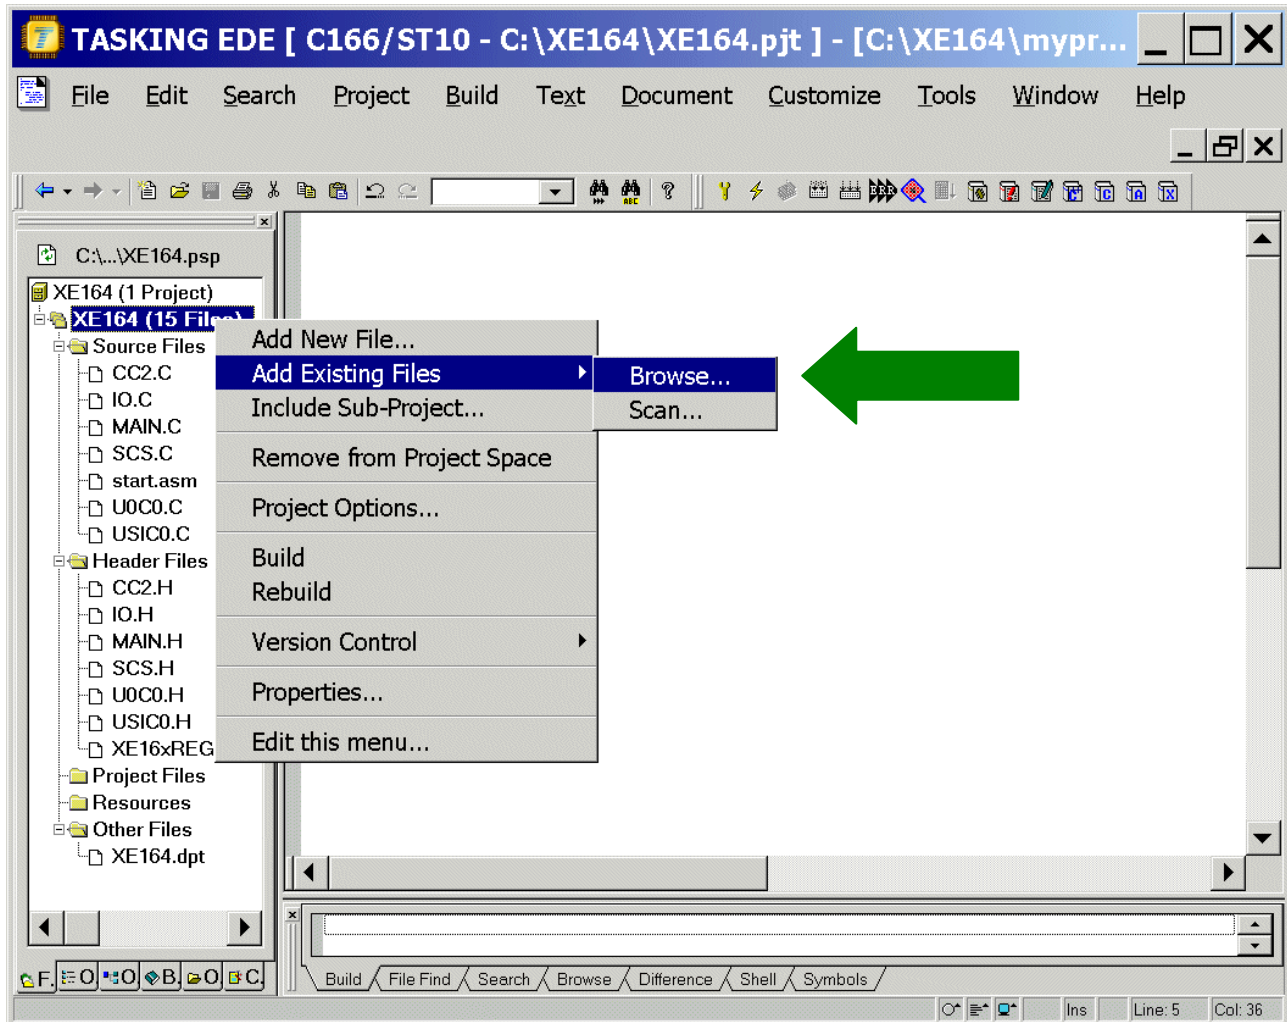 TASKING EDE [ C166/ST10 - C:\XE164\XE164.pjt ] - [C:\XE164\mypr...
File Edit Search Project Build Text Document Customize Tools Window Help
C:\...\XE164.psp
XE164 (1 Project)
XE164 (15 Files)
Source Files
CC2.C
IO.C
MAIN.C
SCS.C
start.asm
U0C0.C
USIC0.C
Header Files
CC2.H
IO.H
MAIN.H
SCS.H
U0C0.H
USIC0.H
XE16xREG
Project Files
Resources
Other Files
XE164.dpt
Add New File...
Add Existing Files
Include Sub-Project...
Remove from Project Space
Project Options...
Build
Rebuild
Version Control
Properties...
Edit this menu...
Browse...
Scan...
F. O O B. O C.
Build File Find Search Browse Difference Shell Symbols
Ins Line: 5 Col: 36